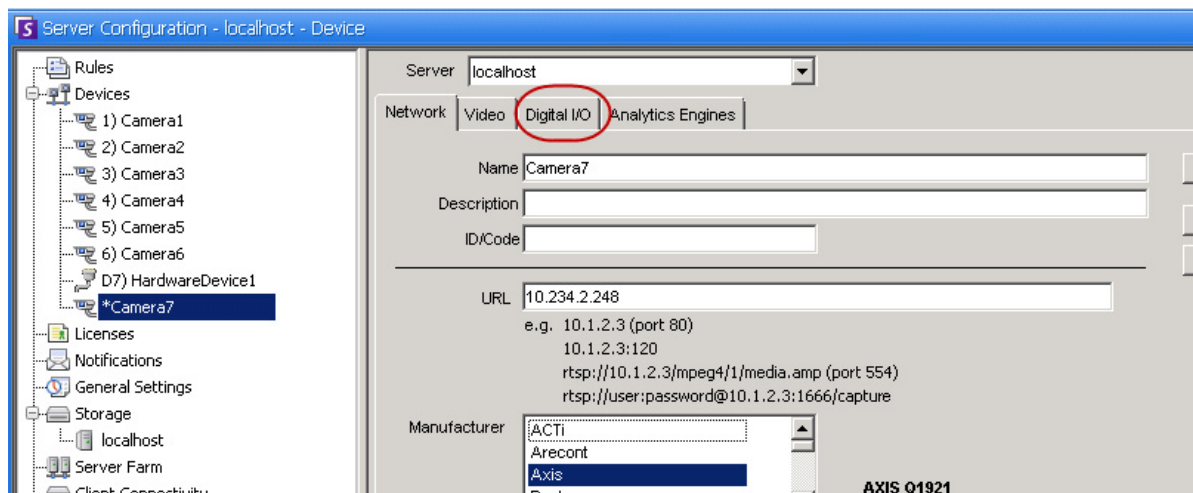 Server Configuration - localhost - Device
Rules
Devices
1) Camera1
2) Camera2
3) Camera3
4) Camera4
5) Camera5
6) Camera6
D7) HardwareDevice1
*Camera7
Licenses
Notifications
General Settings
Storage
localhost
Server Farm
Client Connectivity
Server localhost
Network Video Digital I/O Analytics Engines
Name Camera7
Description
ID/Code
URL 10.234.2.248
e.g. 10.1.2.3 (port 80)
10.1.2.3:120
rtsp://10.1.2.3/mpeg4/1/media.amp (port 554)
rtsp://user:password@10.1.2.3:1666/capture
Manufacturer ACTi
Arecont
Axis
AXIS Q1921